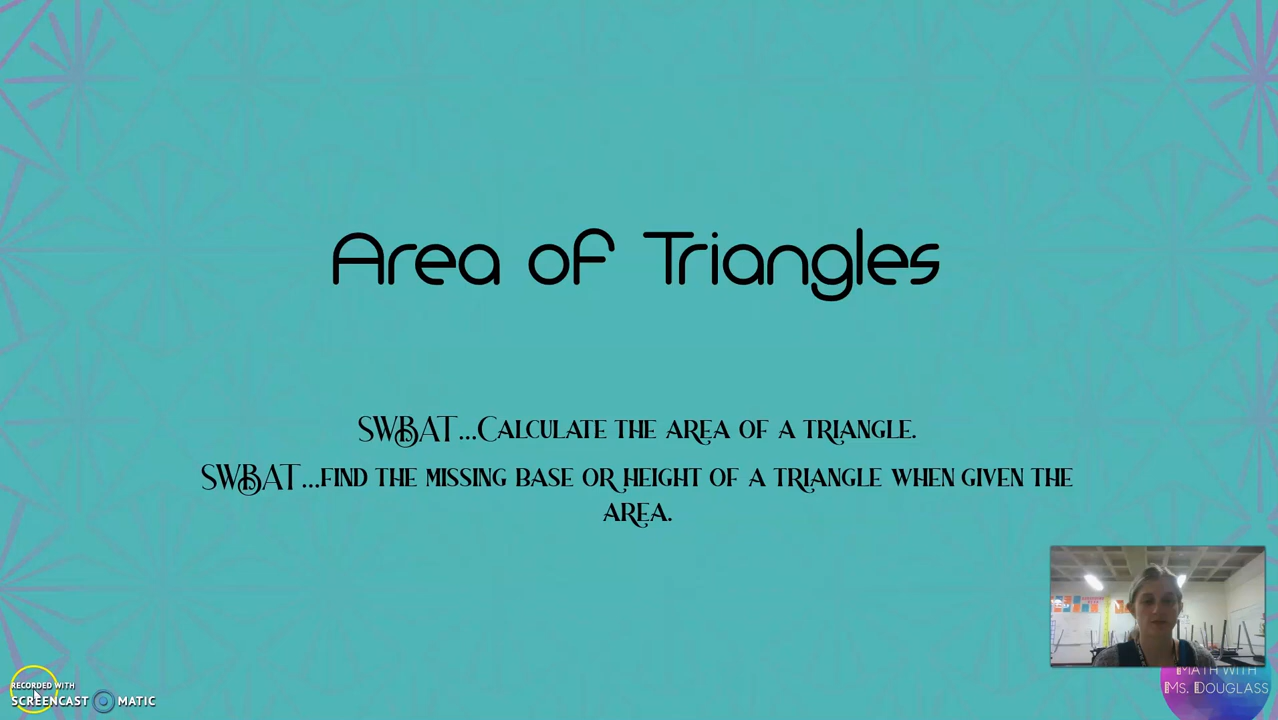 Area of Triangles
SWBAT...Calculate the area of a triangle.
SWBAT...find the missing base or height of a triangle when given the
area.
RECORDED WITH
SCREENCAST MATIC
Math with
Ms. Douglass